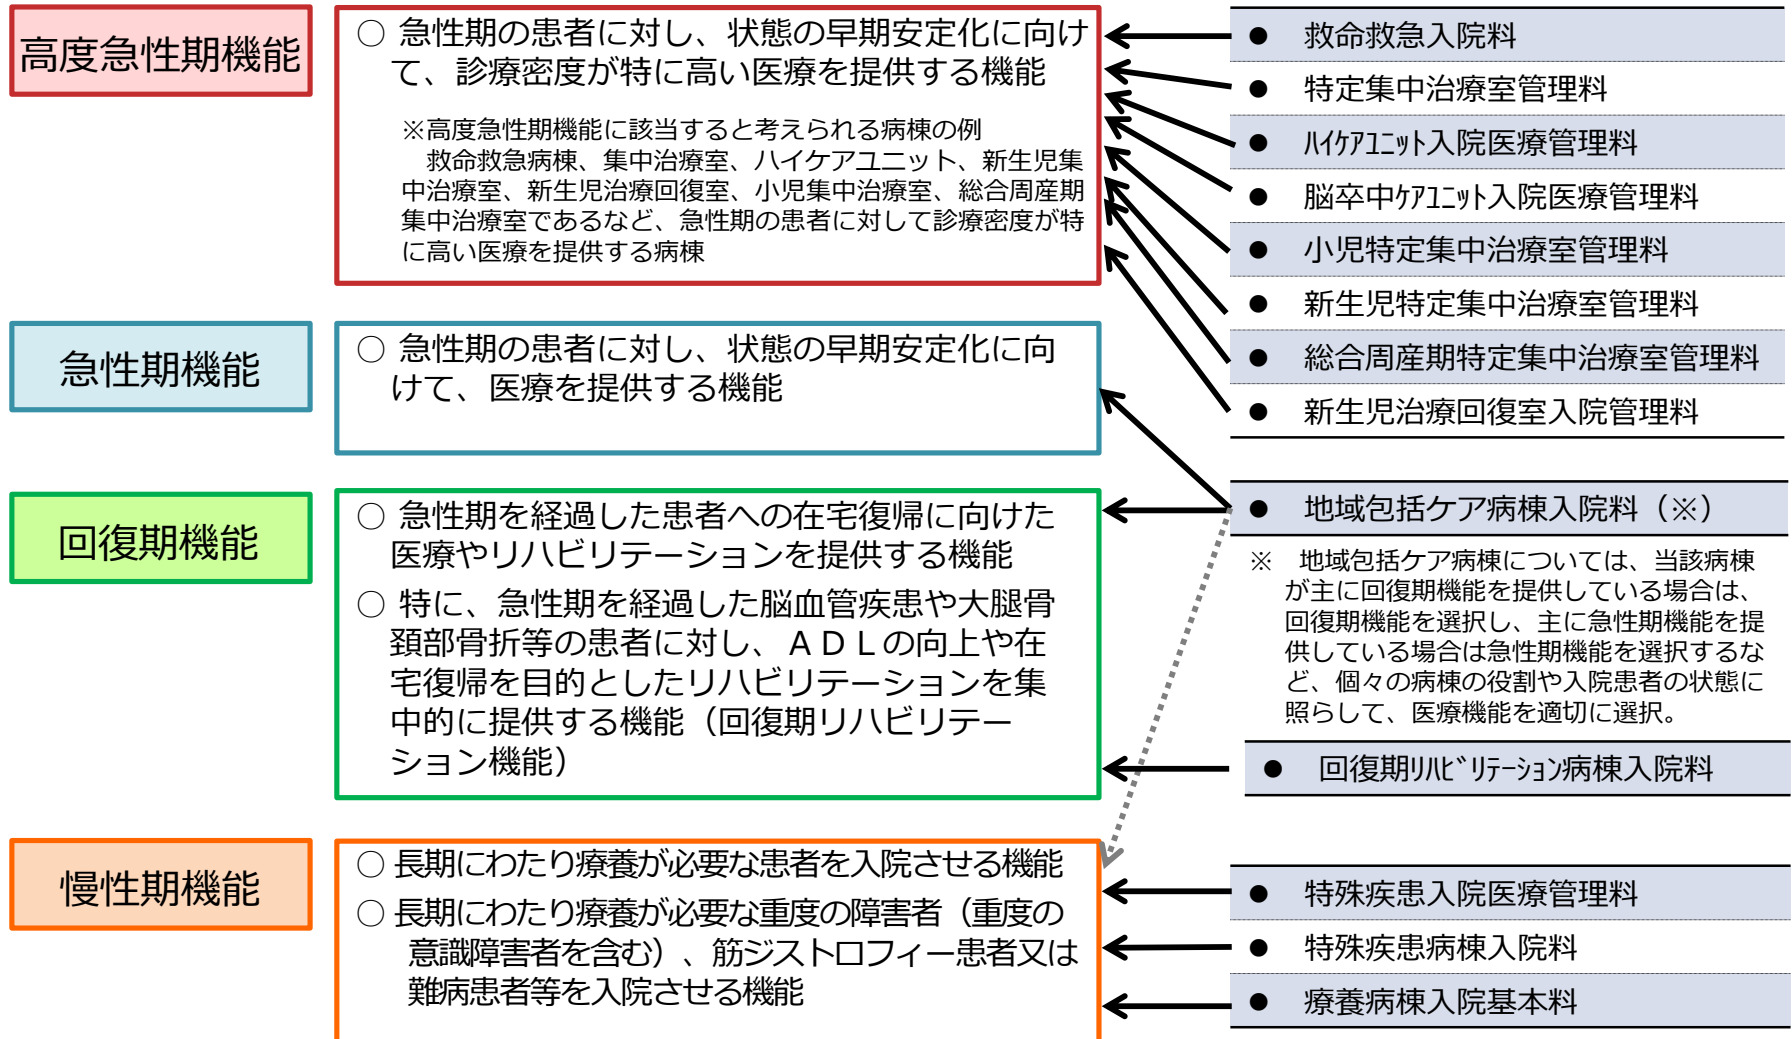 高度急性期機能
○ 急性期の患者に対し、状態の早期安定化に向け
て、診療密度が特に高い医療を提供する機能
※高度急性期機能に該当すると考えられる病棟の例
救命救急病棟、集中治療室、ハイケアユニット、新生児集
中治療室、新生児治療回復室、小児集中治療室、総合周産期
集中治療室であるなど、急性期の患者に対して診療密度が特
に高い医療を提供する病棟
● 救命救急入院料
● 特定集中治療室管理料
● ﾊｲｹｱﾕﾆｯﾄ入院医療管理料
● 脳卒中ｹｱﾕﾆｯﾄ入院医療管理料
● 小児特定集中治療室管理料
● 新生児特定集中治療室管理料
● 総合周産期特定集中治療室管理料
● 新生児治療回復室入院管理料
急性期機能
○ 急性期の患者に対し、状態の早期安定化に向
けて、医療を提供する機能
回復期機能
○ 急性期を経過した患者への在宅復帰に向けた
医療やリハビリテーションを提供する機能
○ 特に、急性期を経過した脳血管疾患や大腿骨
頚部骨折等の患者に対し、ＡＤＬの向上や在
宅復帰を目的としたリハビリテーションを集
中的に提供する機能（回復期リハビリテー
ション機能）
● 地域包括ケア病棟入院料（※）
※ 地域包括ケア病棟については、当該病棟
が主に回復期機能を提供している場合は、
回復期機能を選択し、主に急性期機能を提
供している場合は急性期機能を選択するな
ど、個々の病棟の役割や入院患者の状態に
照らして、医療機能を適切に選択。
● 回復期ﾘﾊﾋﾞﾘﾃｰｼｮﾝ病棟入院料
慢性期機能
○ 長期にわたり療養が必要な患者を入院させる機能
○ 長期にわたり療養が必要な重度の障害者（重度の
意識障害者を含む）、筋ジストロフィー患者又は
難病患者等を入院させる機能
● 特殊疾患入院医療管理料
● 特殊疾患病棟入院料
● 療養病棟入院基本料